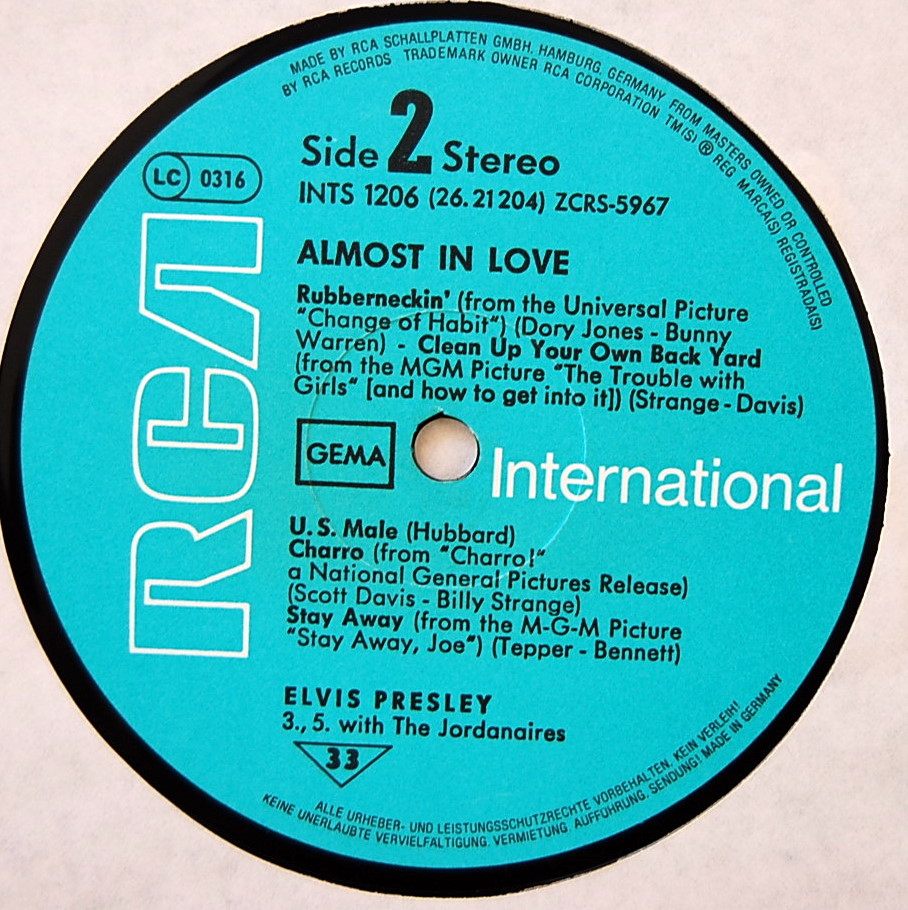 MADE BY RCA SCHALLPLATTEN GMBH, HAMBURG, GERMANY FROM MASTERS OWNED OR CONTROLLED
BY RCA RECORDS TRADEMARK OWNER RCA CORPORATION TM(S) ® REG MARCA(S) REGISTRADA(S)
Side 2 Stereo
LC 0316
INTS 1206 (26.21204) ZCRS-5967
RCA
ALMOST IN LOVE
Rubberneckin' (from the Universal Picture
"Change of Habit") (Dory Jones - Bunny
Warren) - Clean Up Your Own Back Yard
(from the MGM Picture "The Trouble with
Girls" [and how to get into it]) (Strange - Davis)
GEMA
International
U. S. Male (Hubbard)
Charro (from "Charro!"
a National General Pictures Release)
(Scott Davis - Billy Strange)
Stay Away (from the M-G-M Picture
"Stay Away, Joe") (Tepper - Bennett)
ELVIS PRESLEY
3., 5. with The Jordanaires
33
ALLE URHEBER- UND LEISTUNGSSCHUTZRECHTE VORBEHALTEN. KEIN VERLEIH!
KEINE UNERLAUBTE VERVIELFÄLTIGUNG. VERMIETUNG. AUFFÜHRUNG. SENDUNG! MADE IN GERMANY